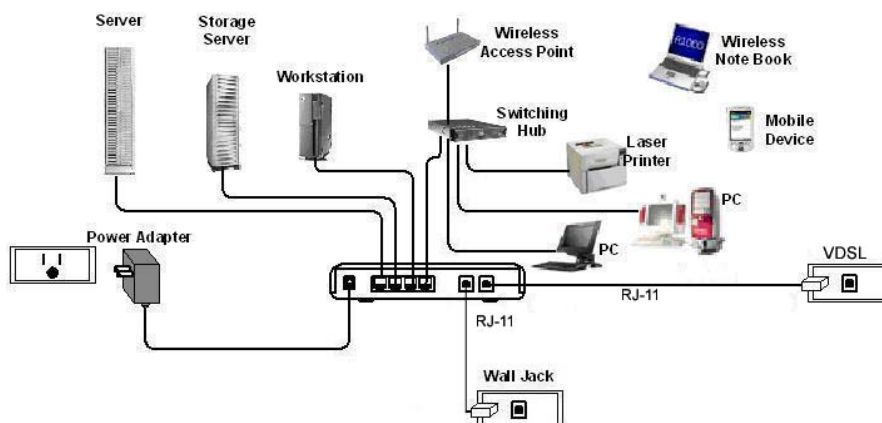 Server
Storage
Server
Workstation
Wireless
Access Point
Wireless
Note Book
Switching
Hub
Mobile
Device
Laser
Printer
PC
PC
Power Adapter
VDSL
RJ-11
RJ-11
Wall Jack